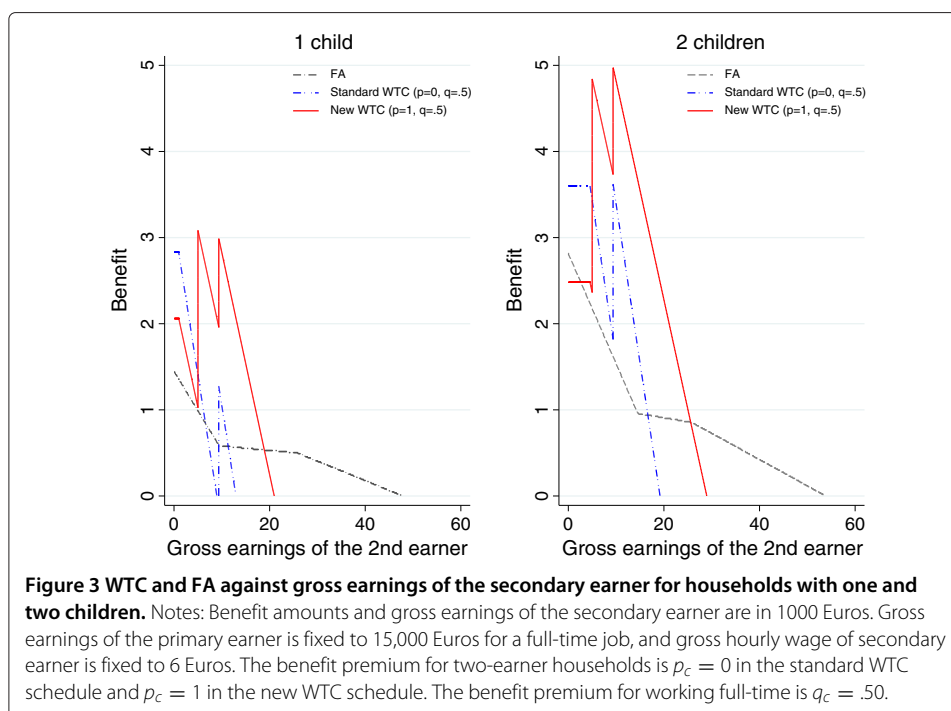 1 child
2 children
FA
Standard WTC (p=0, q=.5)
New WTC (p=1, q=.5)
FA
Standard WTC (p=0, q=.5)
New WTC (p=1, q=.5)
Benefit
5
4
3
2
1
0
Benefit
5
4
3
2
1
0
0 20 40 60
0 20 40 60
Gross earnings of the 2nd earner
Gross earnings of the 2nd earner
Figure 3 WTC and FA against gross earnings of the secondary earner for households with one and
two children. Notes: Benefit amounts and gross earnings of the secondary earner are in 1000 Euros. Gross
earnings of the primary earner is fixed to 15,000 Euros for a full-time job, and gross hourly wage of secondary
earner is fixed to 6 Euros. The benefit premium for two-earner households is p_c = 0 in the standard WTC
schedule and p_c = 1 in the new WTC schedule. The benefit premium for working full-time is q_c = .50.